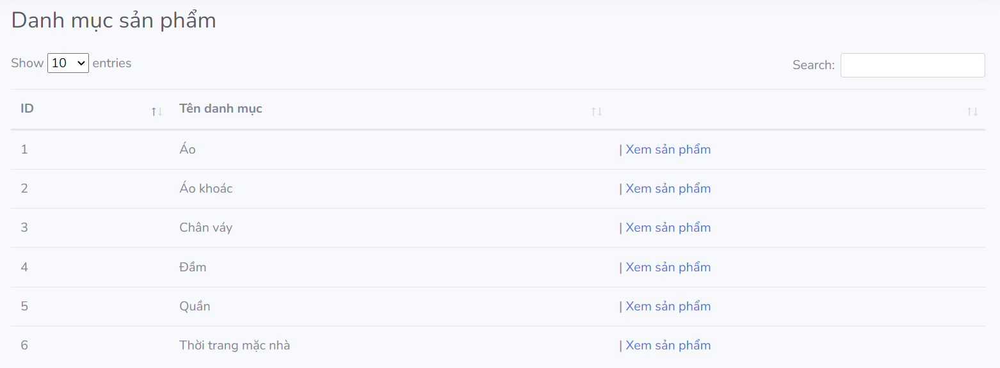 Danh mục sản phẩm
Show 10 entries
Search:
ID Tên danh mục
1 Áo | Xem sản phẩm
2 Áo khoác | Xem sản phẩm
3 Chân váy | Xem sản phẩm
4 Đầm | Xem sản phẩm
5 Quần | Xem sản phẩm
6 Thời trang mặc nhà | Xem sản phẩm